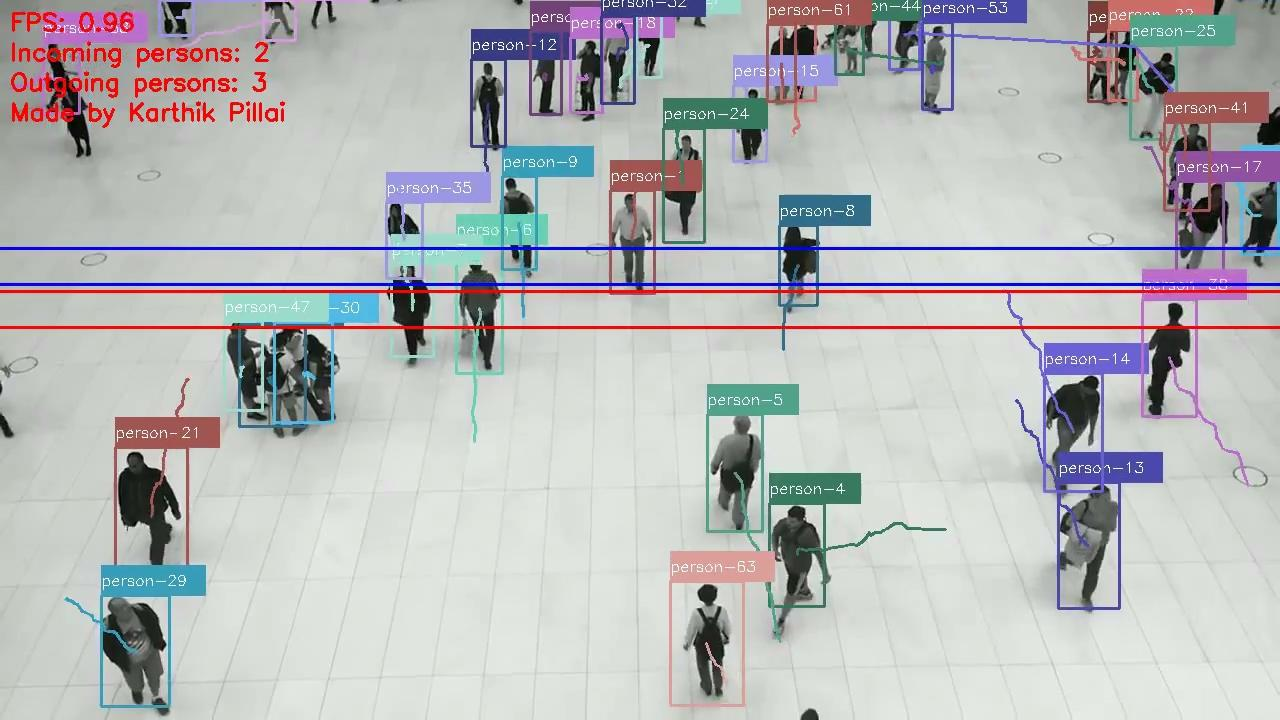 FPS: 0.96
Incoming persons: 2
Outgoing persons: 3
Made by Karthik Pillai
person-12
person-18
person-32
person-61
-44
person-53
person-25
person-15
person-24
person-41
person-9
person-17
person-35
person-8
person-6
person-38
person-47
-30
person-14
person-5
person-21
person-13
person-4
person-63
person-29